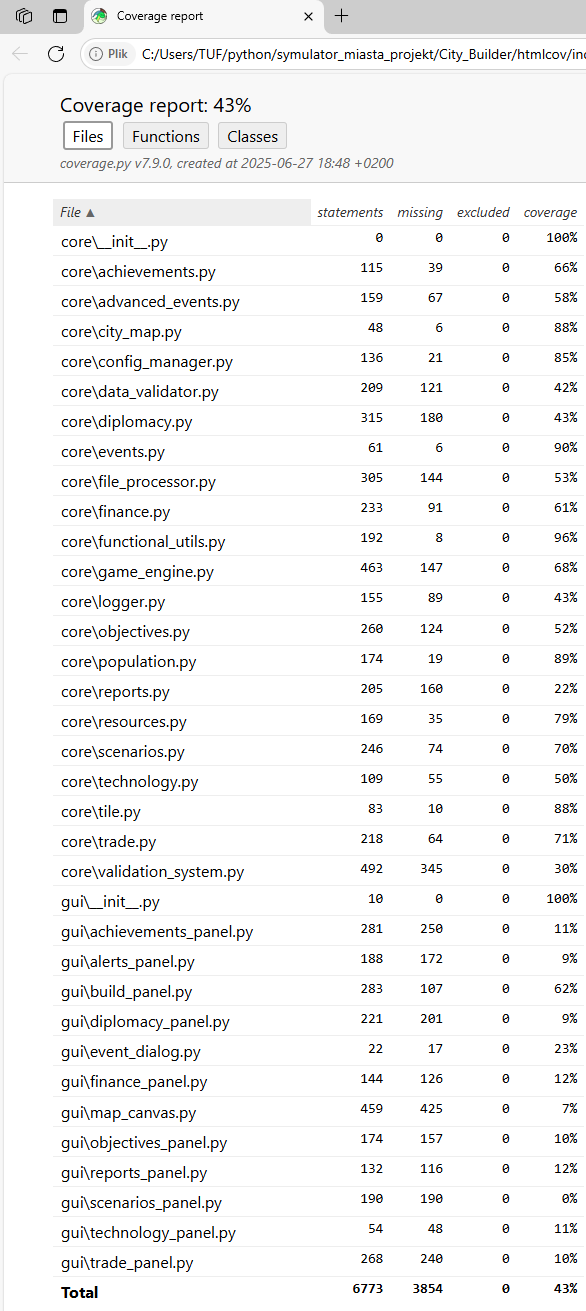 Coverage report
Plik C:/Users/TUF/python/symulator_miasta_projekt/City_Builder/htmlcov/ind
Coverage report: 43%
Files Functions Classes
coverage.py v7.9.0, created at 2025-06-27 18:48 +0200
File ▲ statements missing excluded coverage
core\__init__.py 0 0 0 100%
core\achievements.py 115 39 0 66%
core\advanced_events.py 159 67 0 58%
core\city_map.py 48 6 0 88%
core\config_manager.py 136 21 0 85%
core\data_validator.py 209 121 0 42%
core\diplomacy.py 315 180 0 43%
core\events.py 61 6 0 90%
core\file_processor.py 305 144 0 53%
core\finance.py 233 91 0 61%
core\functional_utils.py 192 8 0 96%
core\game_engine.py 463 147 0 68%
core\logger.py 155 89 0 43%
core\objectives.py 260 124 0 52%
core\population.py 174 19 0 89%
core\reports.py 205 160 0 22%
core\resources.py 169 35 0 79%
core\scenarios.py 246 74 0 70%
core\technology.py 109 55 0 50%
core\tile.py 83 10 0 88%
core\trade.py 218 64 0 71%
core\validation_system.py 492 345 0 30%
gui\__init__.py 10 0 0 100%
gui\achievements_panel.py 281 250 0 11%
gui\alerts_panel.py 188 172 0 9%
gui\build_panel.py 283 107 0 62%
gui\diplomacy_panel.py 221 201 0 9%
gui\event_dialog.py 22 17 0 23%
gui\finance_panel.py 144 126 0 12%
gui\map_canvas.py 459 425 0 7%
gui\objectives_panel.py 174 157 0 10%
gui\reports_panel.py 132 116 0 12%
gui\scenarios_panel.py 190 190 0 0%
gui\technology_panel.py 54 48 0 11%
gui\trade_panel.py 268 240 0 10%
Total 6773 3854 0 43%